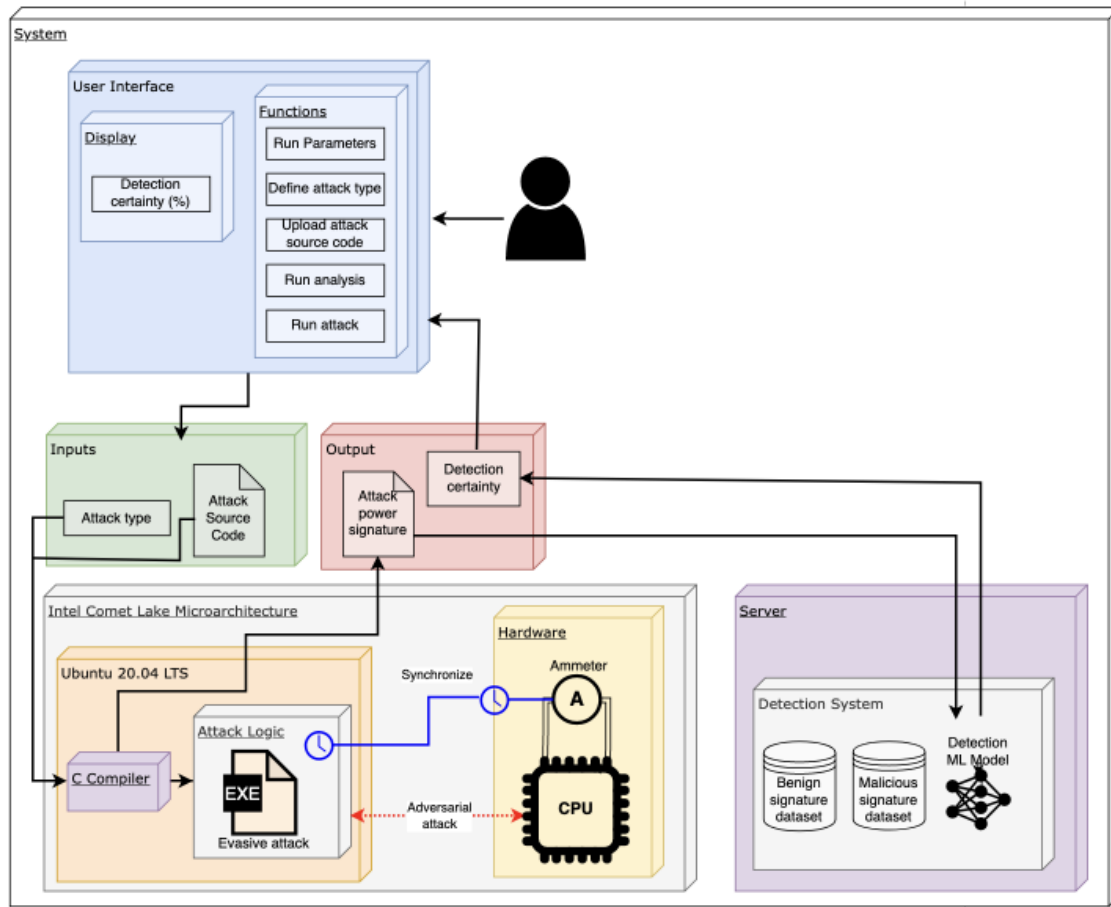 System
User Interface
Display
Detection
certainty (%)
Functions
Run Parameters
Define attack type
Upload attack
source code
Run analysis
Run attack
Inputs
Attack type
Attack
Source
Code
Output
Attack
power
signature
Detection
certainty
Intel Comet Lake Microarchitecture
Ubuntu 20.04 LTS
C Compiler
Attack Logic
EXE
Evasive attack
Synchronize
Adversarial
attack
Hardware
Ammeter
A
CPU
Server
Detection System
Benign
signature
dataset
Malicious
signature
dataset
Detection
ML Model